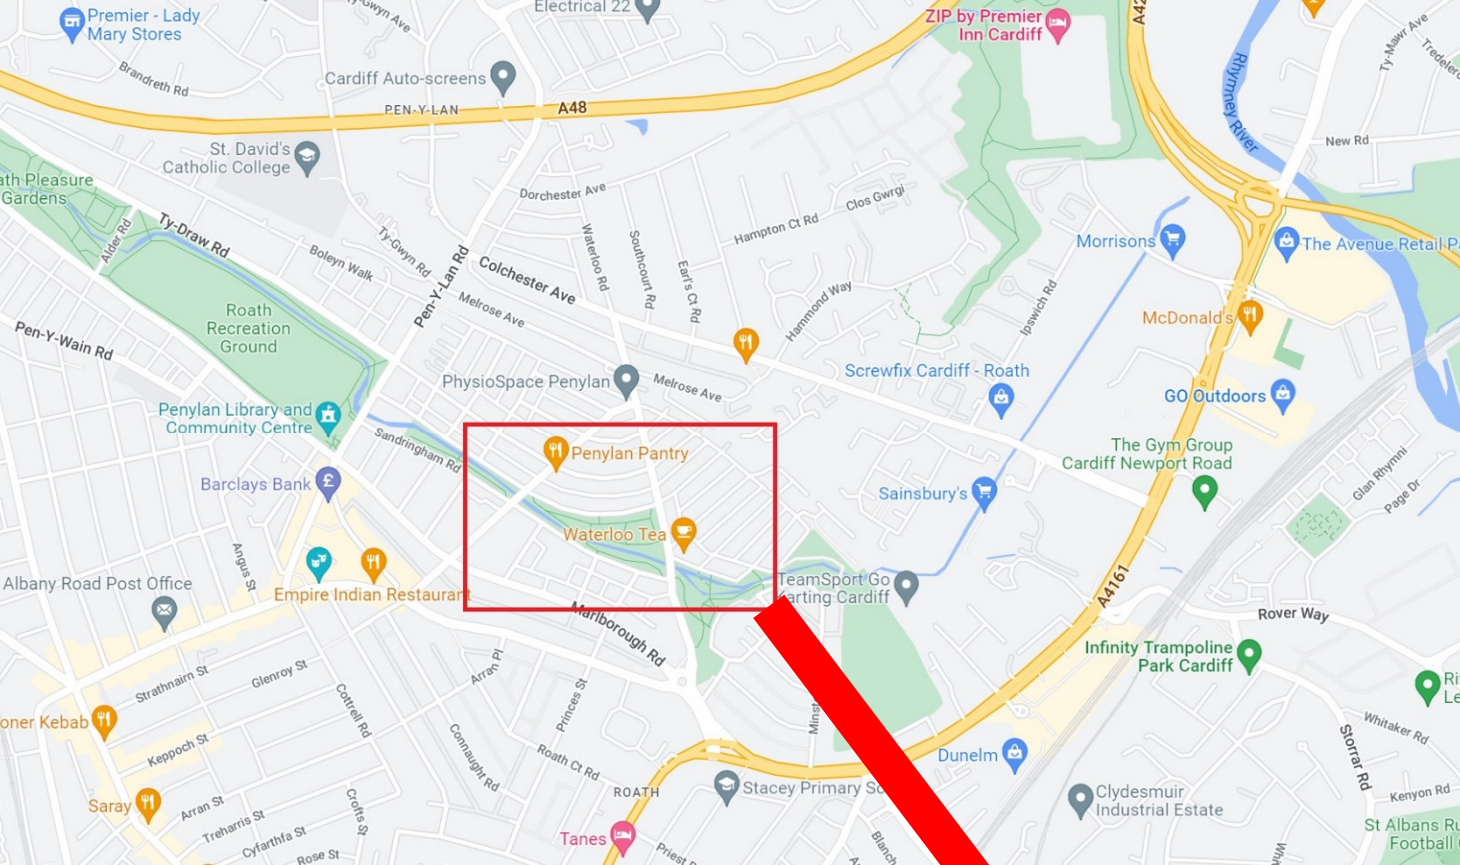 Ty-Gwyn Ave
Electrical 22
Premier - Lady
Mary Stores
ZIP by Premier
Inn Cardiff
Ty-Mawr Ave
Brandreth Rd
Cardiff Auto-screens
Rhymney River
PEN-Y-LAN
A48
New Rd
St. David's
Catholic College
ath Pleasure
Gardens
Dorchester Ave
Clos Gwrgi
Hampton Ct Rd
Alder Rd
Ty-Draw Rd
Boleyn Walk
Ty-Gwyn Rd
Pen-Y-Lan Rd
Colchester Ave
Waterloo Rd
Southcourt Rd
Earl's Ct Rd
Morrisons
The Avenue Retail P
Hammond Way
Ipswich Rd
Melrose Ave
Roath
Recreation
Ground
McDonald's
Pen-Y-Wain Rd
PhysioSpace Penylan
Melrose Ave
Screwfix Cardiff - Roath
GO Outdoors
Penylan Library and
Community Centre
Sandringham Rd
Penylan Pantry
The Gym Group
Cardiff Newport Road
Glan Rhymni
Page Dr
Barclays Bank
Sainsbury's
Waterloo Tea
Angus St
Albany Road Post Office
Empire Indian Restaurant
TeamSport Go
Karting Cardiff
A4161
Rover Way
Marlborough Rd
Infinity Trampoline
Park Cardiff
Strathnairn St
Glenroy St
Arran Pl
Princes St
Cottrell Rd
oner Kebab
Keppoch St
Connaught Rd
Minst
Whitaker Rd
Storrar Rd
Dunelm
Roath Ct Rd
ROATH
Stacey Primary Sc
Clydesmuir
Industrial Estate
Kenyon Rd
Saray
Arran St
Treharris St
Cyfarthfa St
Crofts St
Rose St
Tanes
Priest
Blanch
St Albans Ru
Football